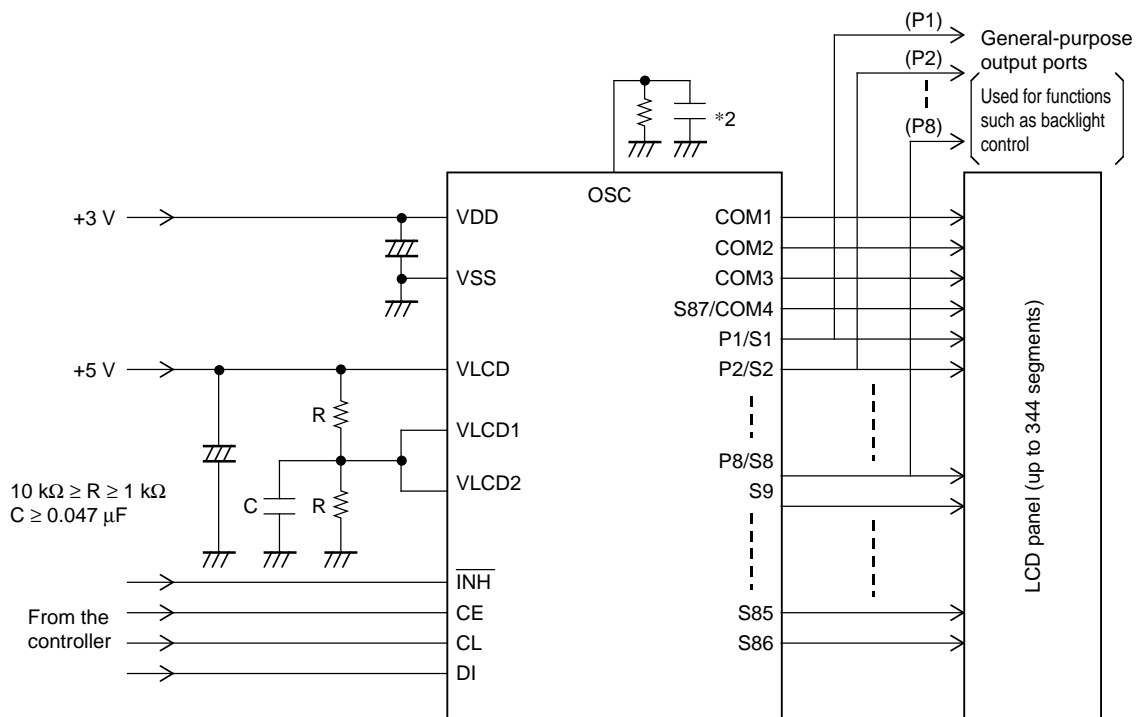 (P1)
General-purpose
output ports
(P2)
Used for functions
such as backlight
control
(P8)
*2
OSC
+3 V
VDD
VSS
+5 V
VLCD
R
VLCD1
VLCD2
C
R
10 kΩ ≥ R ≥ 1 kΩ
C ≥ 0.047 μF
INH
From the
controller
CE
CL
DI
COM1
COM2
COM3
S87/COM4
P1/S1
P2/S2
P8/S8
S9
S85
S86
LCD panel (up to 344 segments)